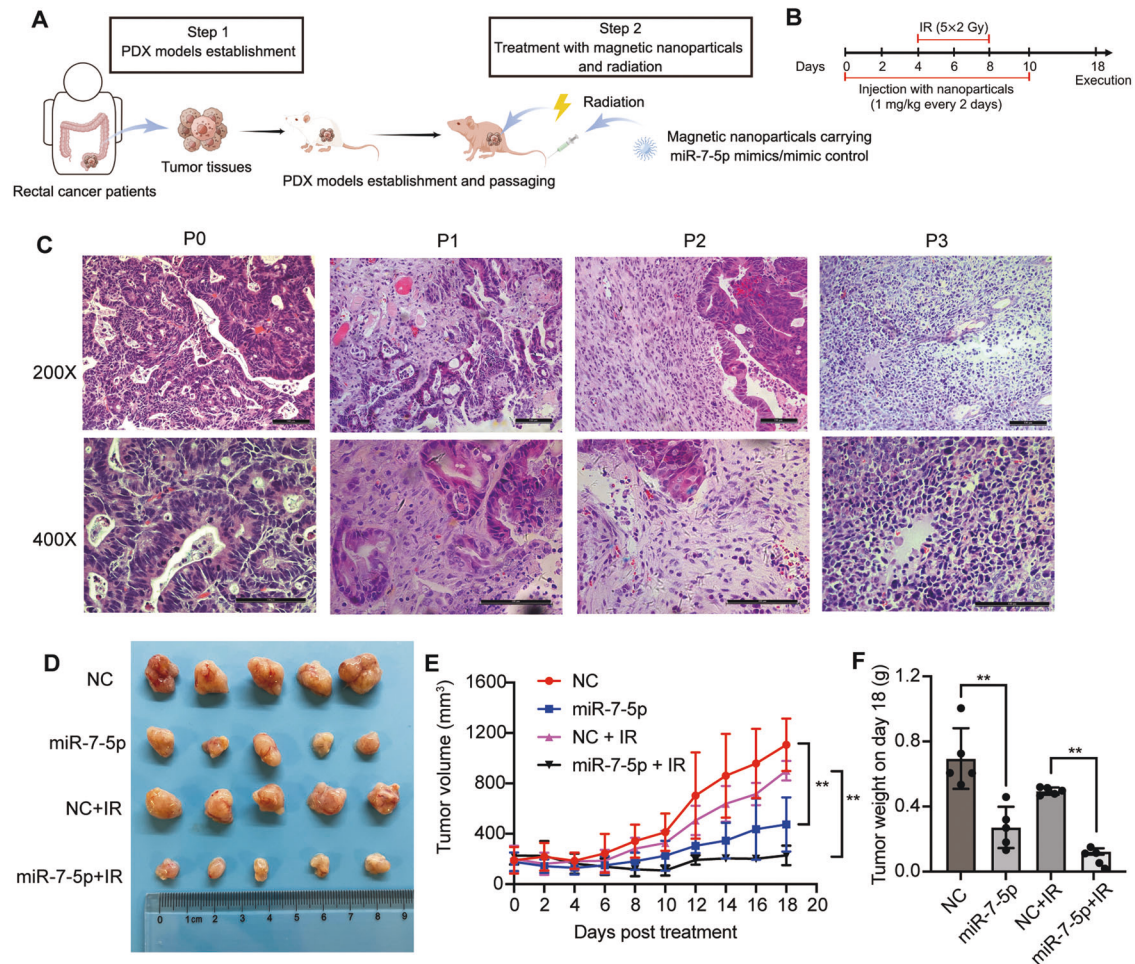 A
Step 1
PDX models establishment
Step 2
Treatment with magnetic nanoparticals
and radiation
Radiation
Magnetic nanoparticals carrying
miR-7-5p mimics/mimic control
Rectal cancer patients
Tumor tissues
PDX models establishment and passaging
B
IR (5×2 Gy)
Days
0 2 4 6 8 10 18
Execution
Injection with nanoparticals
(1 mg/kg every 2 days)
C
P0 P1 P2 P3
200X
400X
D
NC
miR-7-5p
NC+IR
miR-7-5p+IR
0 1cm 2 3 4 5 6 7 8 9
E
Tumor volume (mm³)
1600
1200
800
400
0
NC
miR-7-5p
NC + IR
miR-7-5p + IR
**
**
0 2 4 6 8 10 12 14 16 18 20
Days post treatment
F
Tumor weight on day 18 (g)
1.2
0.8
0.4
0.0
**
**
NC
miR-7-5p
NC+IR
miR-7-5p+IR